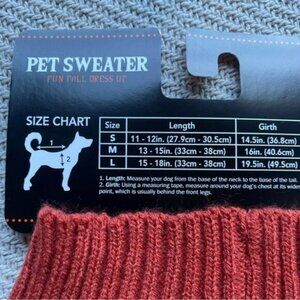 PET SWEATER
FUN FALL DRESS UP
SIZE CHART
1
2
Size Length Girth
S 11 - 12in. (27.9cm - 30.5cm) 14.5in. (36.8cm)
M 13 - 15in. (33cm - 38cm) 16in. (40.6cm)
L 15 - 18in. (33cm - 38cm) 19.5in. (49.5cm)
1. Length: Measure your dog from the base of the neck to the base of the tail.
2. Girth: Using a measuring tape, measure around your dog's chest at its widest
point, which is usually behind the front legs.